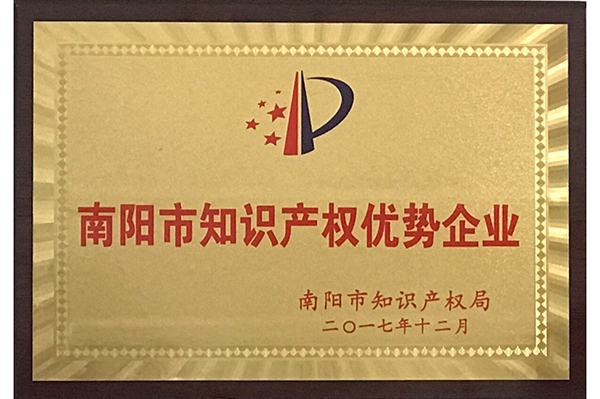 南阳市知识产权优势企业
南阳市知识产权局
二〇一七年十二月